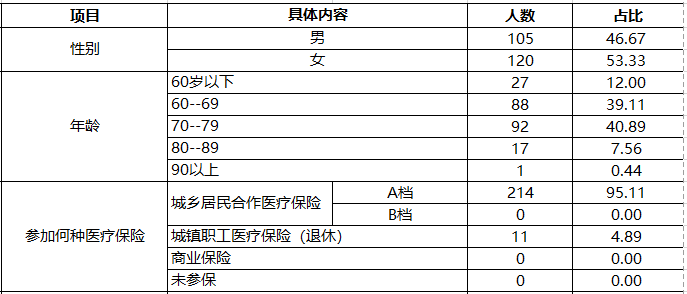 项目 具体内容 人数 占比
性别 男 105 46.67
女 120 53.33
年龄 60岁以下 27 12.00
60--69 88 39.11
70--79 92 40.89
80--89 17 7.56
90以上 1 0.44
参加何种医疗保险 城乡居民合作医疗保险 A档 214 95.11
B档 0 0.00
城镇职工医疗保险（退休） 11 4.89
商业保险 0 0.00
未参保 0 0.00